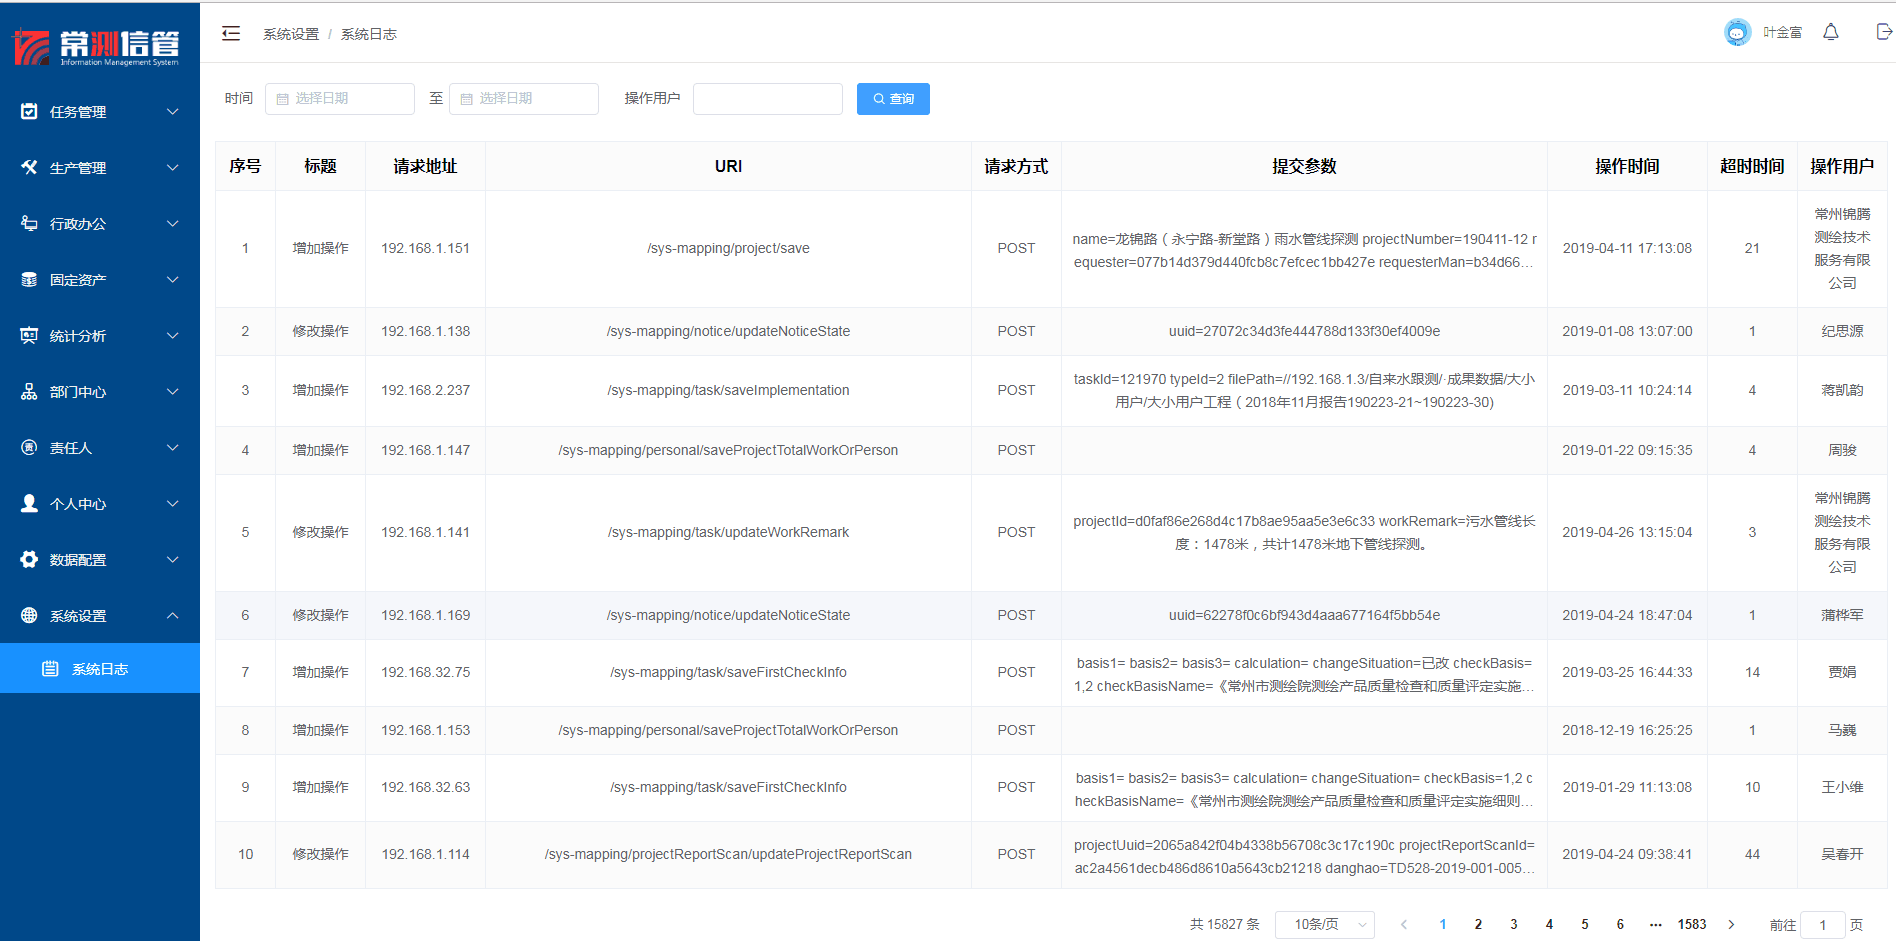 常测信管
Information Management System
任务管理
生产管理
行政办公
固定资产
统计分析
部门中心
责任人
个人中心
数据配置
系统设置
系统日志
系统设置 / 系统日志
叶金富
时间 选择日期 至 选择日期 操作用户 查询
序号 标题 请求地址 URI 请求方式 提交参数 操作时间 超时时间 操作用户
1 增加操作 192.168.1.151 /sys-mapping/project/save POST
name=龙锦路（永宁路-新堂路）雨水管线探测 projectNumber=190411-12 r
equester=077b14d379d440fcb8c7efcec1bb427e requesterMan=b34d66...
2019-04-11 17:13:08 21
常州锦腾
测绘技术
服务有限
公司
2 修改操作 192.168.1.138 /sys-mapping/notice/updateNoticeState POST uuid=27072c34d3fe444788d133f30ef4009e 2019-01-08 13:07:00 1 纪思源
3 增加操作 192.168.2.237 /sys-mapping/task/saveImplementation POST
taskId=121970 typeId=2 filePath=//192.168.1.3/自来水跟测/·成果数据/大小
用户/大小用户工程（2018年11月报告190223-21~190223-30)
2019-03-11 10:24:14 4 蒋凯韵
4 增加操作 192.168.1.147 /sys-mapping/personal/saveProjectTotalWorkOrPerson POST 2019-01-22 09:15:35 4 周骏
5 修改操作 192.168.1.141 /sys-mapping/task/updateWorkRemark POST
projectId=d0faf86e268d4c17b8ae95aa5e3e6c33 workRemark=污水管线长
度：1478米，共计1478米地下管线探测。
2019-04-26 13:15:04 3
常州锦腾
测绘技术
服务有限
公司
6 修改操作 192.168.1.169 /sys-mapping/notice/updateNoticeState POST uuid=62278f0c6bf943d4aaa677164f5bb54e 2019-04-24 18:47:04 1 蒲桦军
7 增加操作 192.168.32.75 /sys-mapping/task/saveFirstCheckInfo POST
basis1= basis2= basis3= calculation= changeSituation=已改 checkBasis=
1,2 checkBasisName=《常州市测绘院测绘产品质量检查和质量评定实施...
2019-03-25 16:44:33 14 贾娟
8 增加操作 192.168.1.153 /sys-mapping/personal/saveProjectTotalWorkOrPerson POST 2018-12-19 16:25:25 1 马巍
9 增加操作 192.168.32.63 /sys-mapping/task/saveFirstCheckInfo POST
basis1= basis2= basis3= calculation= changeSituation= checkBasis=1,2 c
heckBasisName=《常州市测绘院测绘产品质量检查和质量评定实施细则...
2019-01-29 11:13:08 10 王小维
10 修改操作 192.168.1.114 /sys-mapping/projectReportScan/updateProjectReportScan POST
projectUuid=2065a842f04b4338b56708c3c17c190c projectReportScanId=
ac2a4561decb486d8610a5643cb21218 danghao=TD528-2019-001-005...
2019-04-24 09:38:41 44 吴春开
共 15827 条 10条/页 1 2 3 4 5 6 ... 1583 前往 1 页